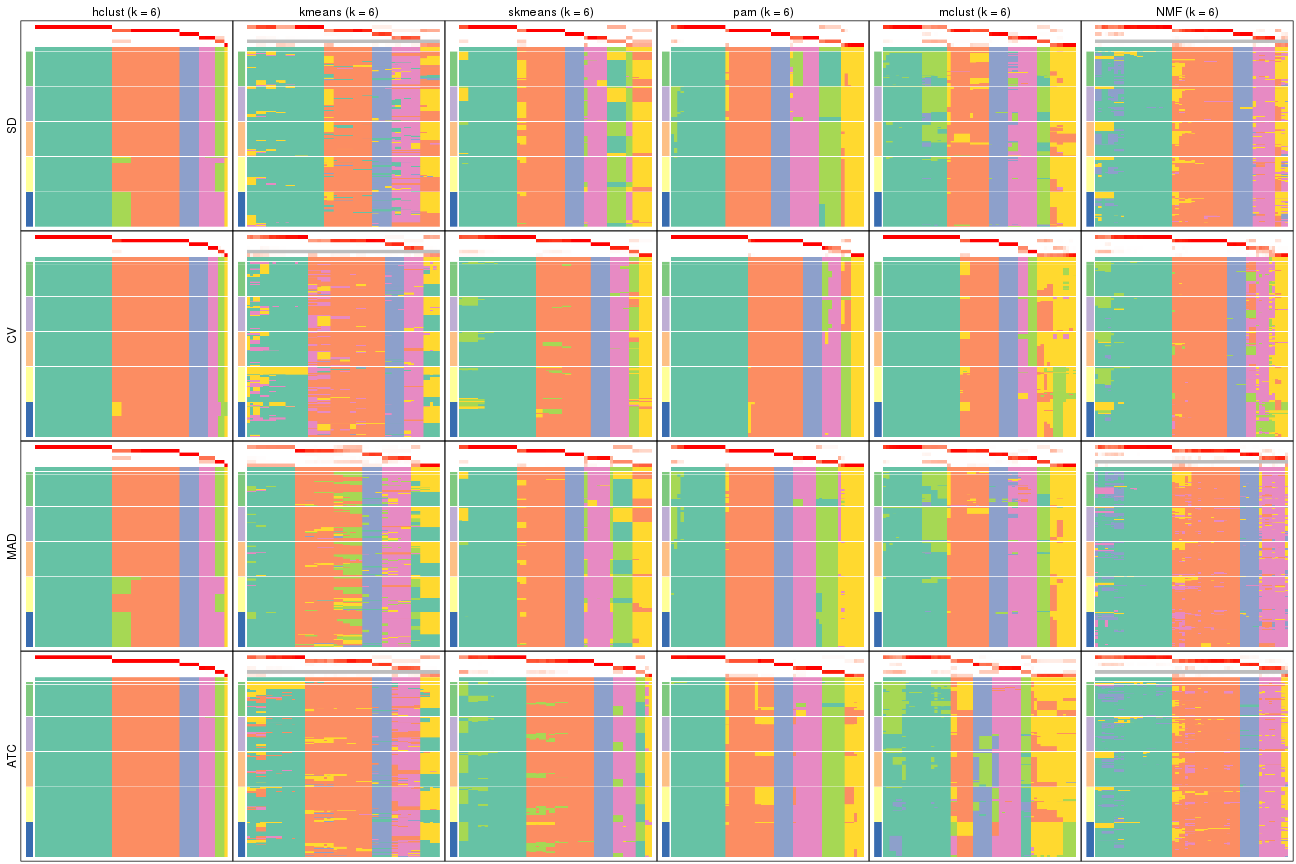 hclust (k = 6) kmeans (k = 6) skmeans (k = 6) pam (k = 6) mclust (k = 6) NMF (k = 6)
SD
CV
MAD
ATC